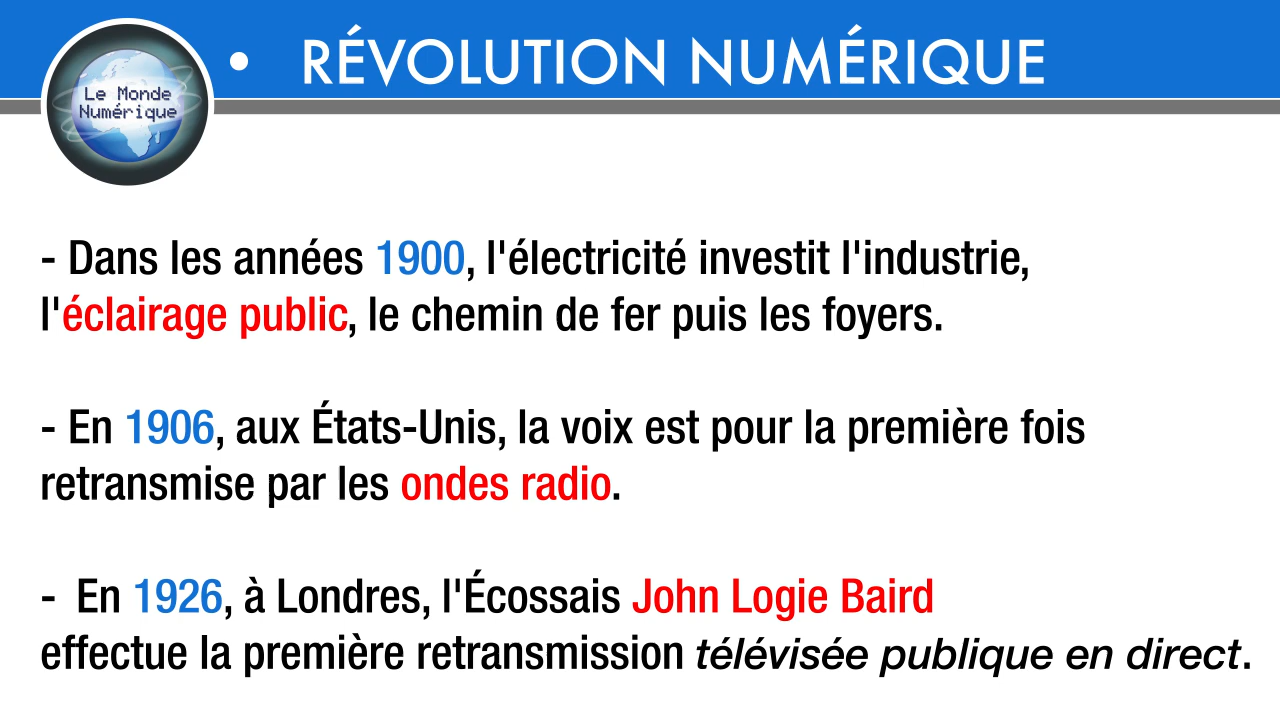 • RÉVOLUTION NUMÉRIQUE
Le Monde
Numérique
- Dans les années 1900, l'électricité investit l'industrie,
l'éclairage public, le chemin de fer puis les foyers.
- En 1906, aux États-Unis, la voix est pour la première fois
retransmise par les ondes radio.
- En 1926, à Londres, l'Écossais John Logie Baird
effectue la première retransmission télévisée publique en direct.